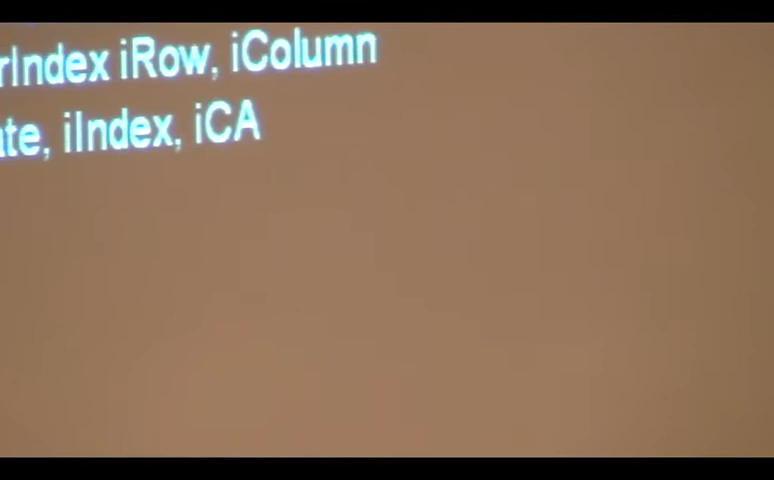 rIndex iRow, iColumn
ate, iIndex, iCA